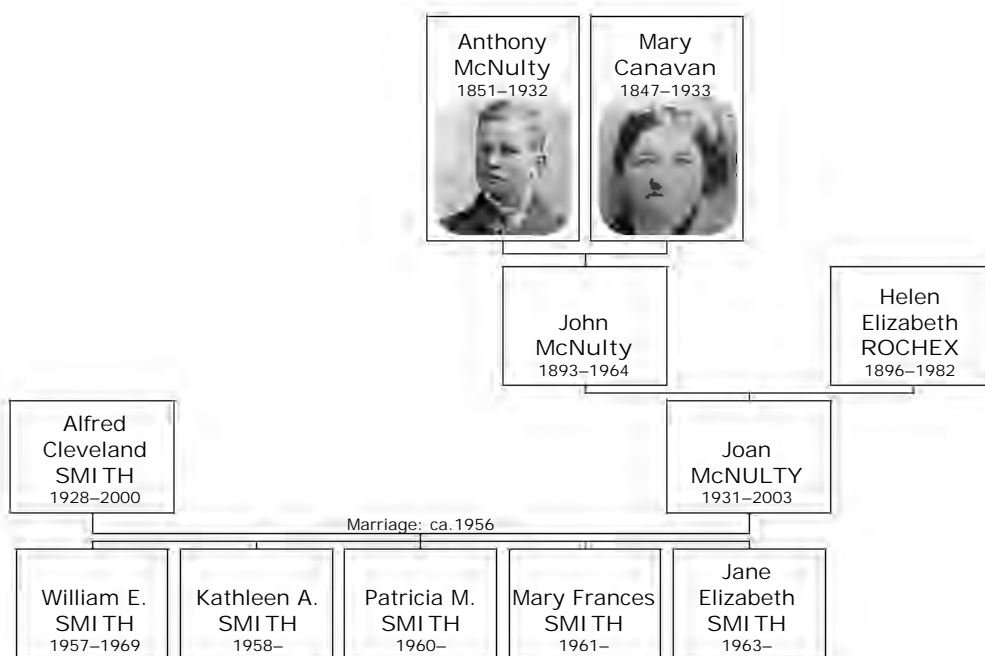 Anthony
McNulty
1851–1932
Mary
Canavan
1847–1933
John
McNulty
1893–1964
Helen
Elizabeth
ROCHEX
1896–1982
Alfred
Cleveland
SMITH
1928–2000
Joan
McNULTY
1931–2003
Marriage: ca.1956
William E.
SMITH
1957–1969
Kathleen A.
SMITH
1958–
Patricia M.
SMITH
1960–
Mary Frances
SMITH
1961–
Jane
Elizabeth
SMITH
1963–